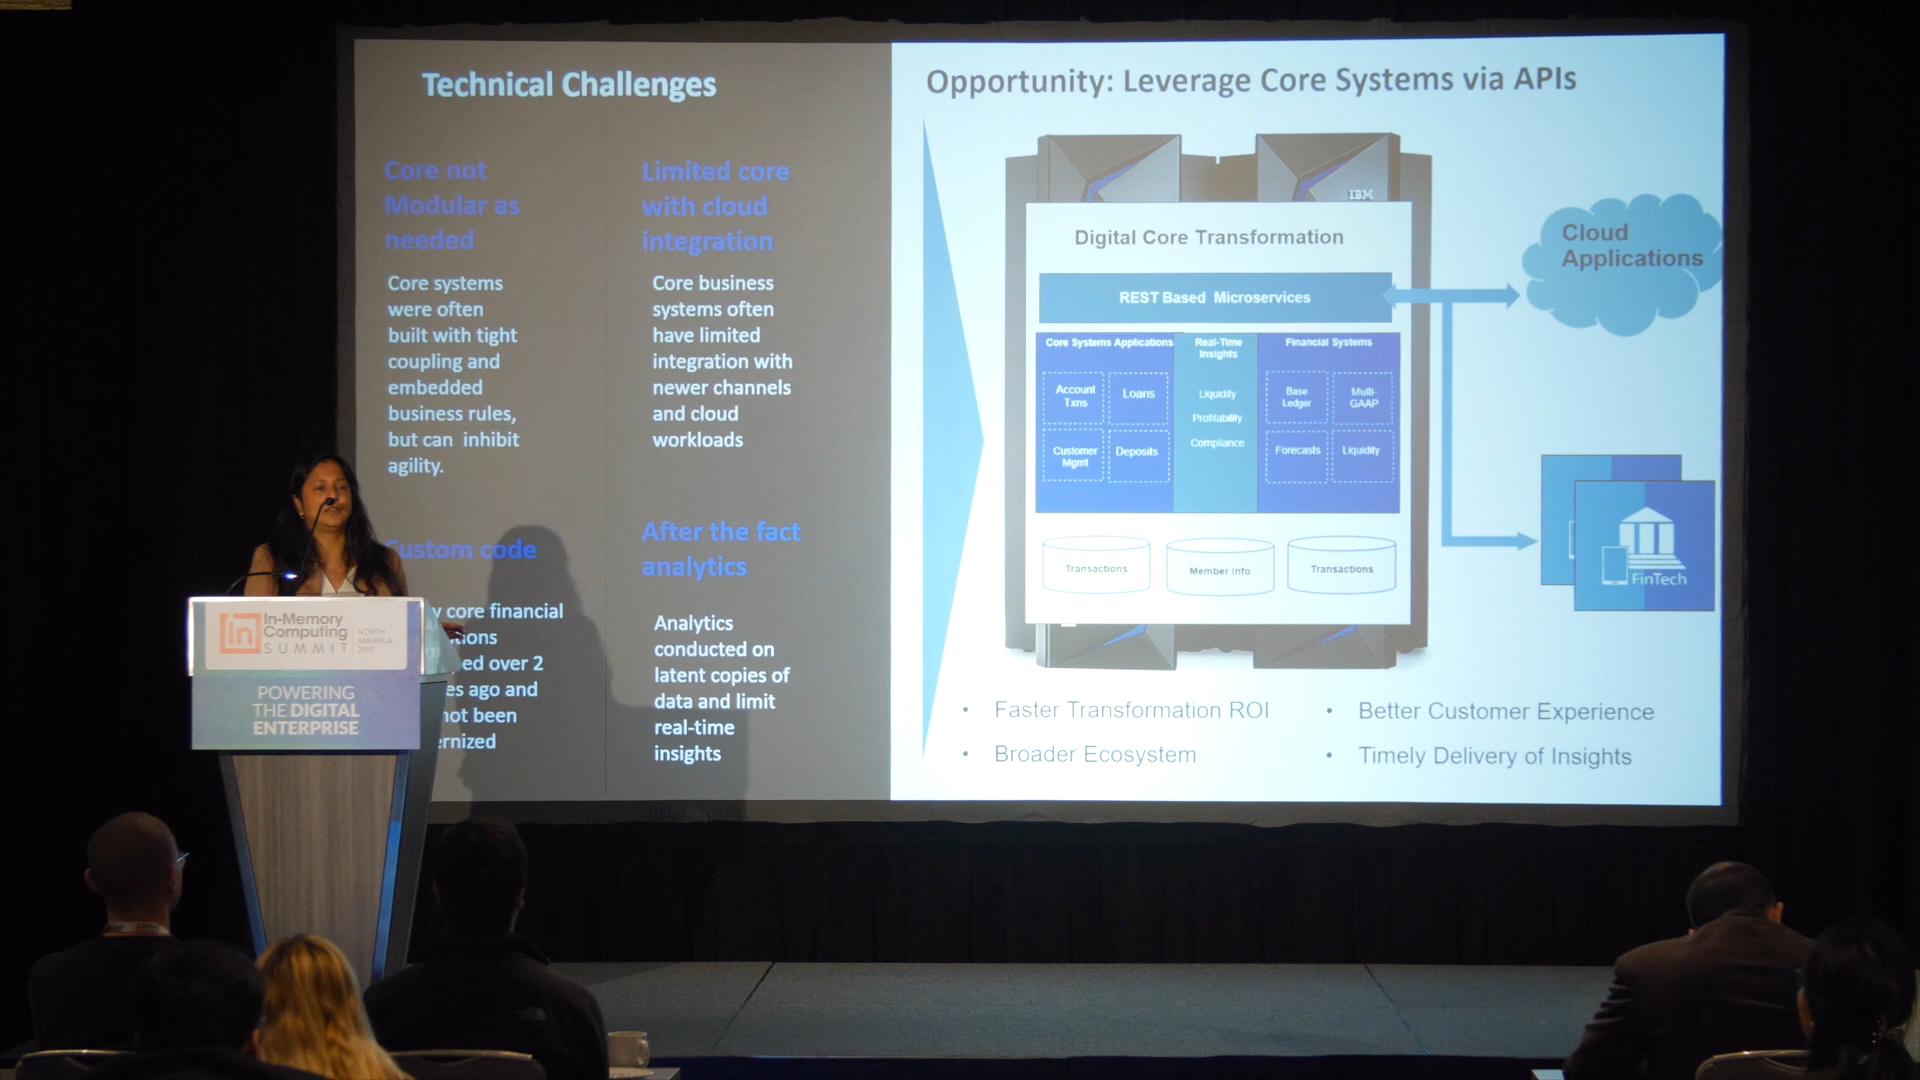 Technical Challenges
Core not
Modular as
needed
Core systems
were often
built with tight
coupling and
embedded
business rules,
but can inhibit
agility.
Limited core
with cloud
integration
Core business
systems often
have limited
integration with
newer channels
and cloud
workloads
Custom code
core financial
over 2
ago and
not been
After the fact
analytics
Analytics
conducted on
latent copies of
data and limit
real-time
insights
Opportunity: Leverage Core Systems via APIs
IBM
Digital Core Transformation
REST Based Microservices
Core Systems Applications
Account
Txns
Loans
Customer
Mgmt
Deposits
Real-Time
Insights
Liquidity
Profitability
Compliance
Financial Systems
Base
Ledger
Multi-
GAAP
Forecasts
Liquidity
Transactions
Member Info
Transactions
Cloud
Applications
FinTech
• Faster Transformation ROI
• Broader Ecosystem
• Better Customer Experience
• Timely Delivery of Insights
In
In-Memory
Computing
SUMMIT
NORTH
AMERICA
2019
POWERING
THE DIGITAL
ENTERPRISE